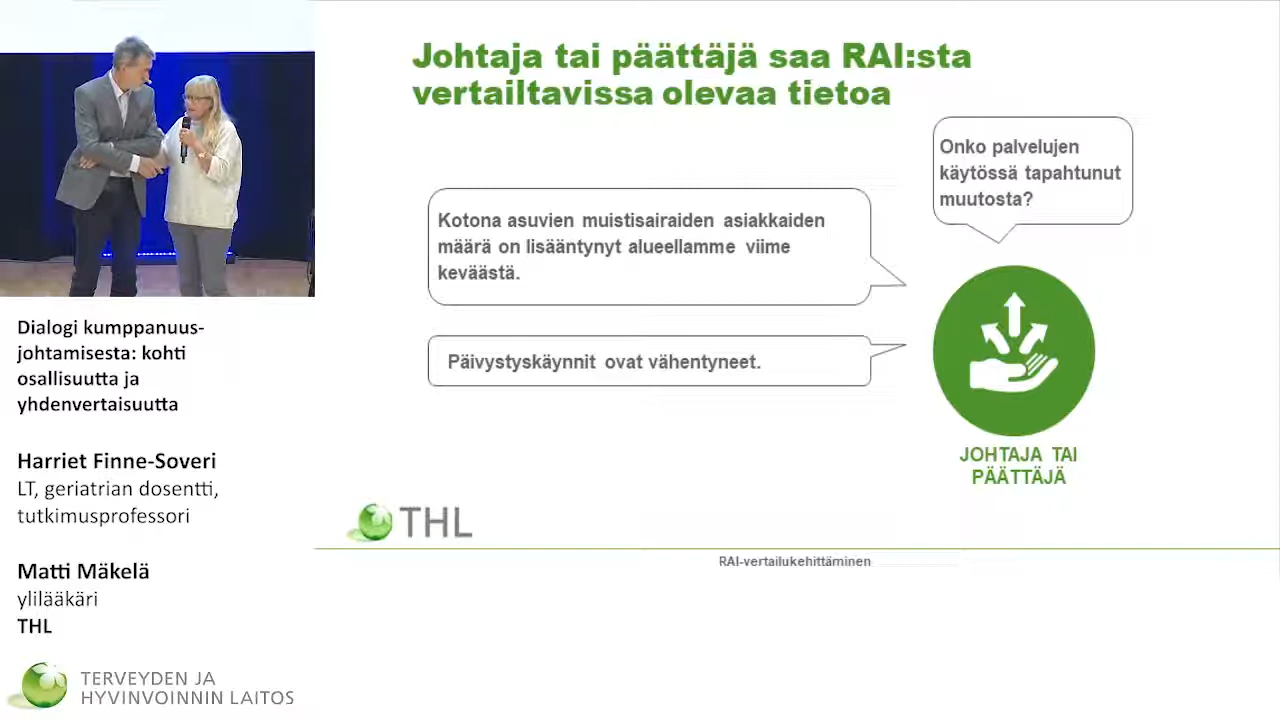 Johtaja tai päättäjä saa RAI:sta
vertailtavissa olevaa tietoa
Onko palvelujen
käytössä tapahtunut
muutosta?
Kotona asuvien muistisairaiden asiakkaiden
määrä on lisääntynyt alueellamme viime
keväästä.
Päivystyskäynnit ovat vähentyneet.
JOHTAJA TAI
PÄÄTTÄJÄ
THL
RAI-vertailukehittäminen
Dialogi kumppanuus-
johtamisesta: kohti
osallisuutta ja
yhdenvertaisuutta
Harriet Finne-Soveri
LT, geriatrian dosentti,
tutkimusprofessori
Matti Mäkelä
ylilääkäri
THL
TERVEYDEN JA
HYVINVOINNIN LAITOS